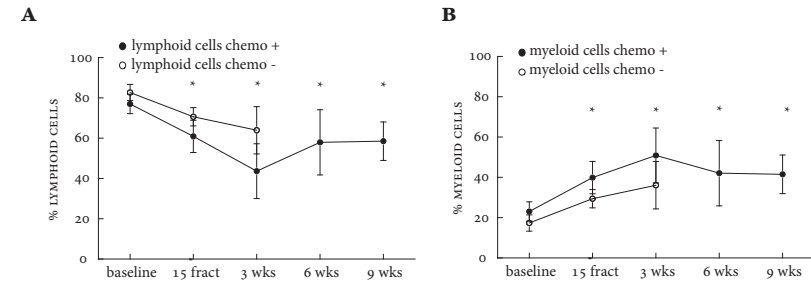 A
● lymphoid cells chemo +
○ lymphoid cells chemo -
% LYMPHOID CELLS
100
80
60
40
20
0
* * * *
baseline 15 fract 3 wks 6 wks 9 wks
B
● myeloid cells chemo +
○ myeloid cells chemo -
% MYELOID CELLS
100
80
60
40
20
0
* * * *
baseline 15 fract 3 wks 6 wks 9 wks